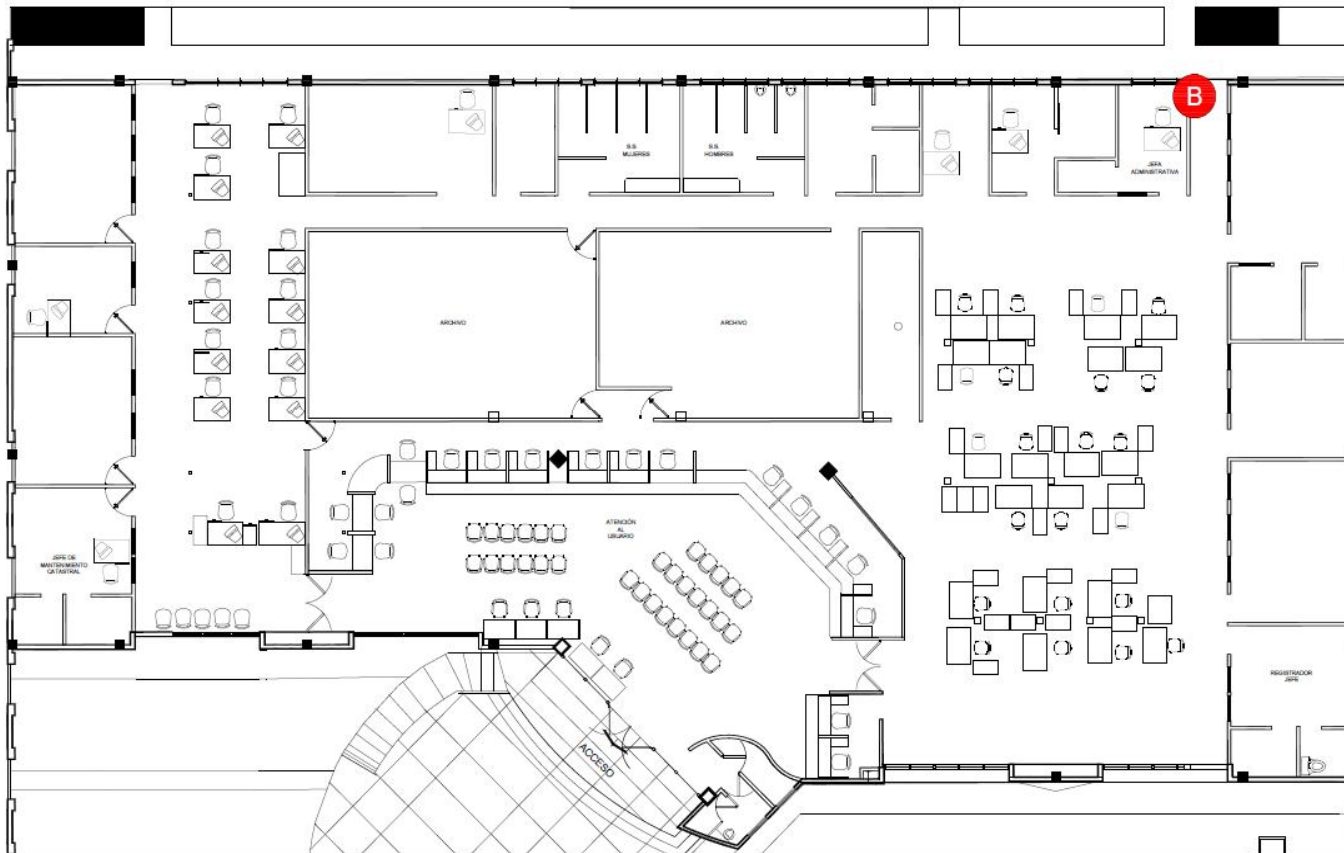 B
S.S.
MUJERES
S.S.
HOMBRES
JEFA
ADMINISTRATIVA
ARCHIVO
ARCHIVO
ATENCIÓN
AL
USUARIO
JEFE DE
MANTENIMIENTO
CATASTRAL
REGISTRADOR
JEFE
ACCESO